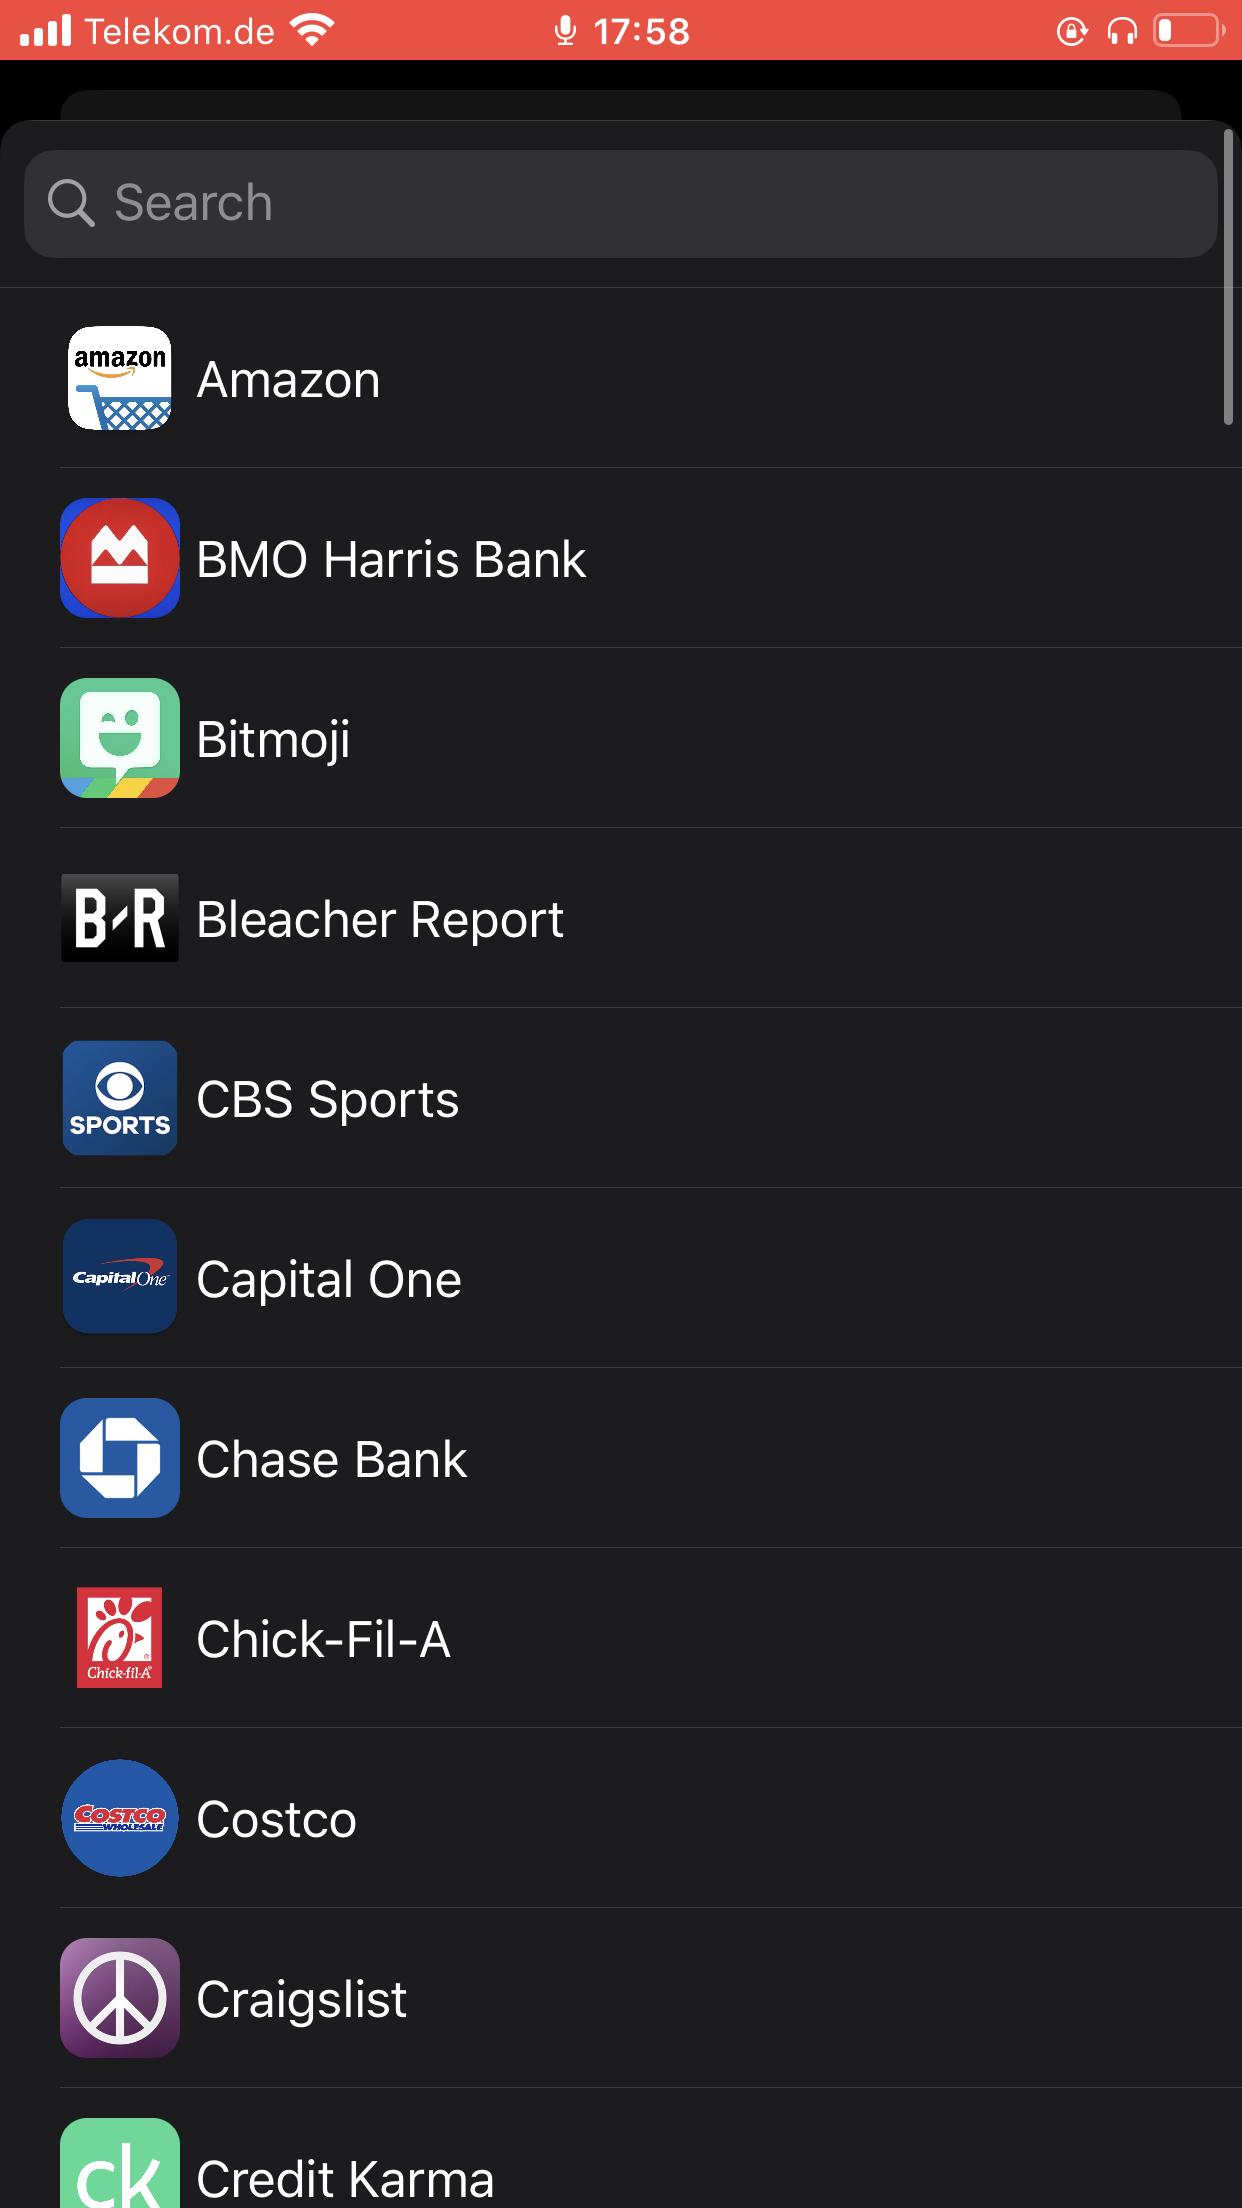 Telekom.de 17:58
Search
amazon
Amazon
BMO Harris Bank
Bitmoji
B/R
Bleacher Report
SPORTS
CBS Sports
CapitalOne
Capital One
Chase Bank
Chick-fil-A
Chick-Fil-A
COSTCO
WHOLESALE
Costco
Craigslist
ck
Credit Karma